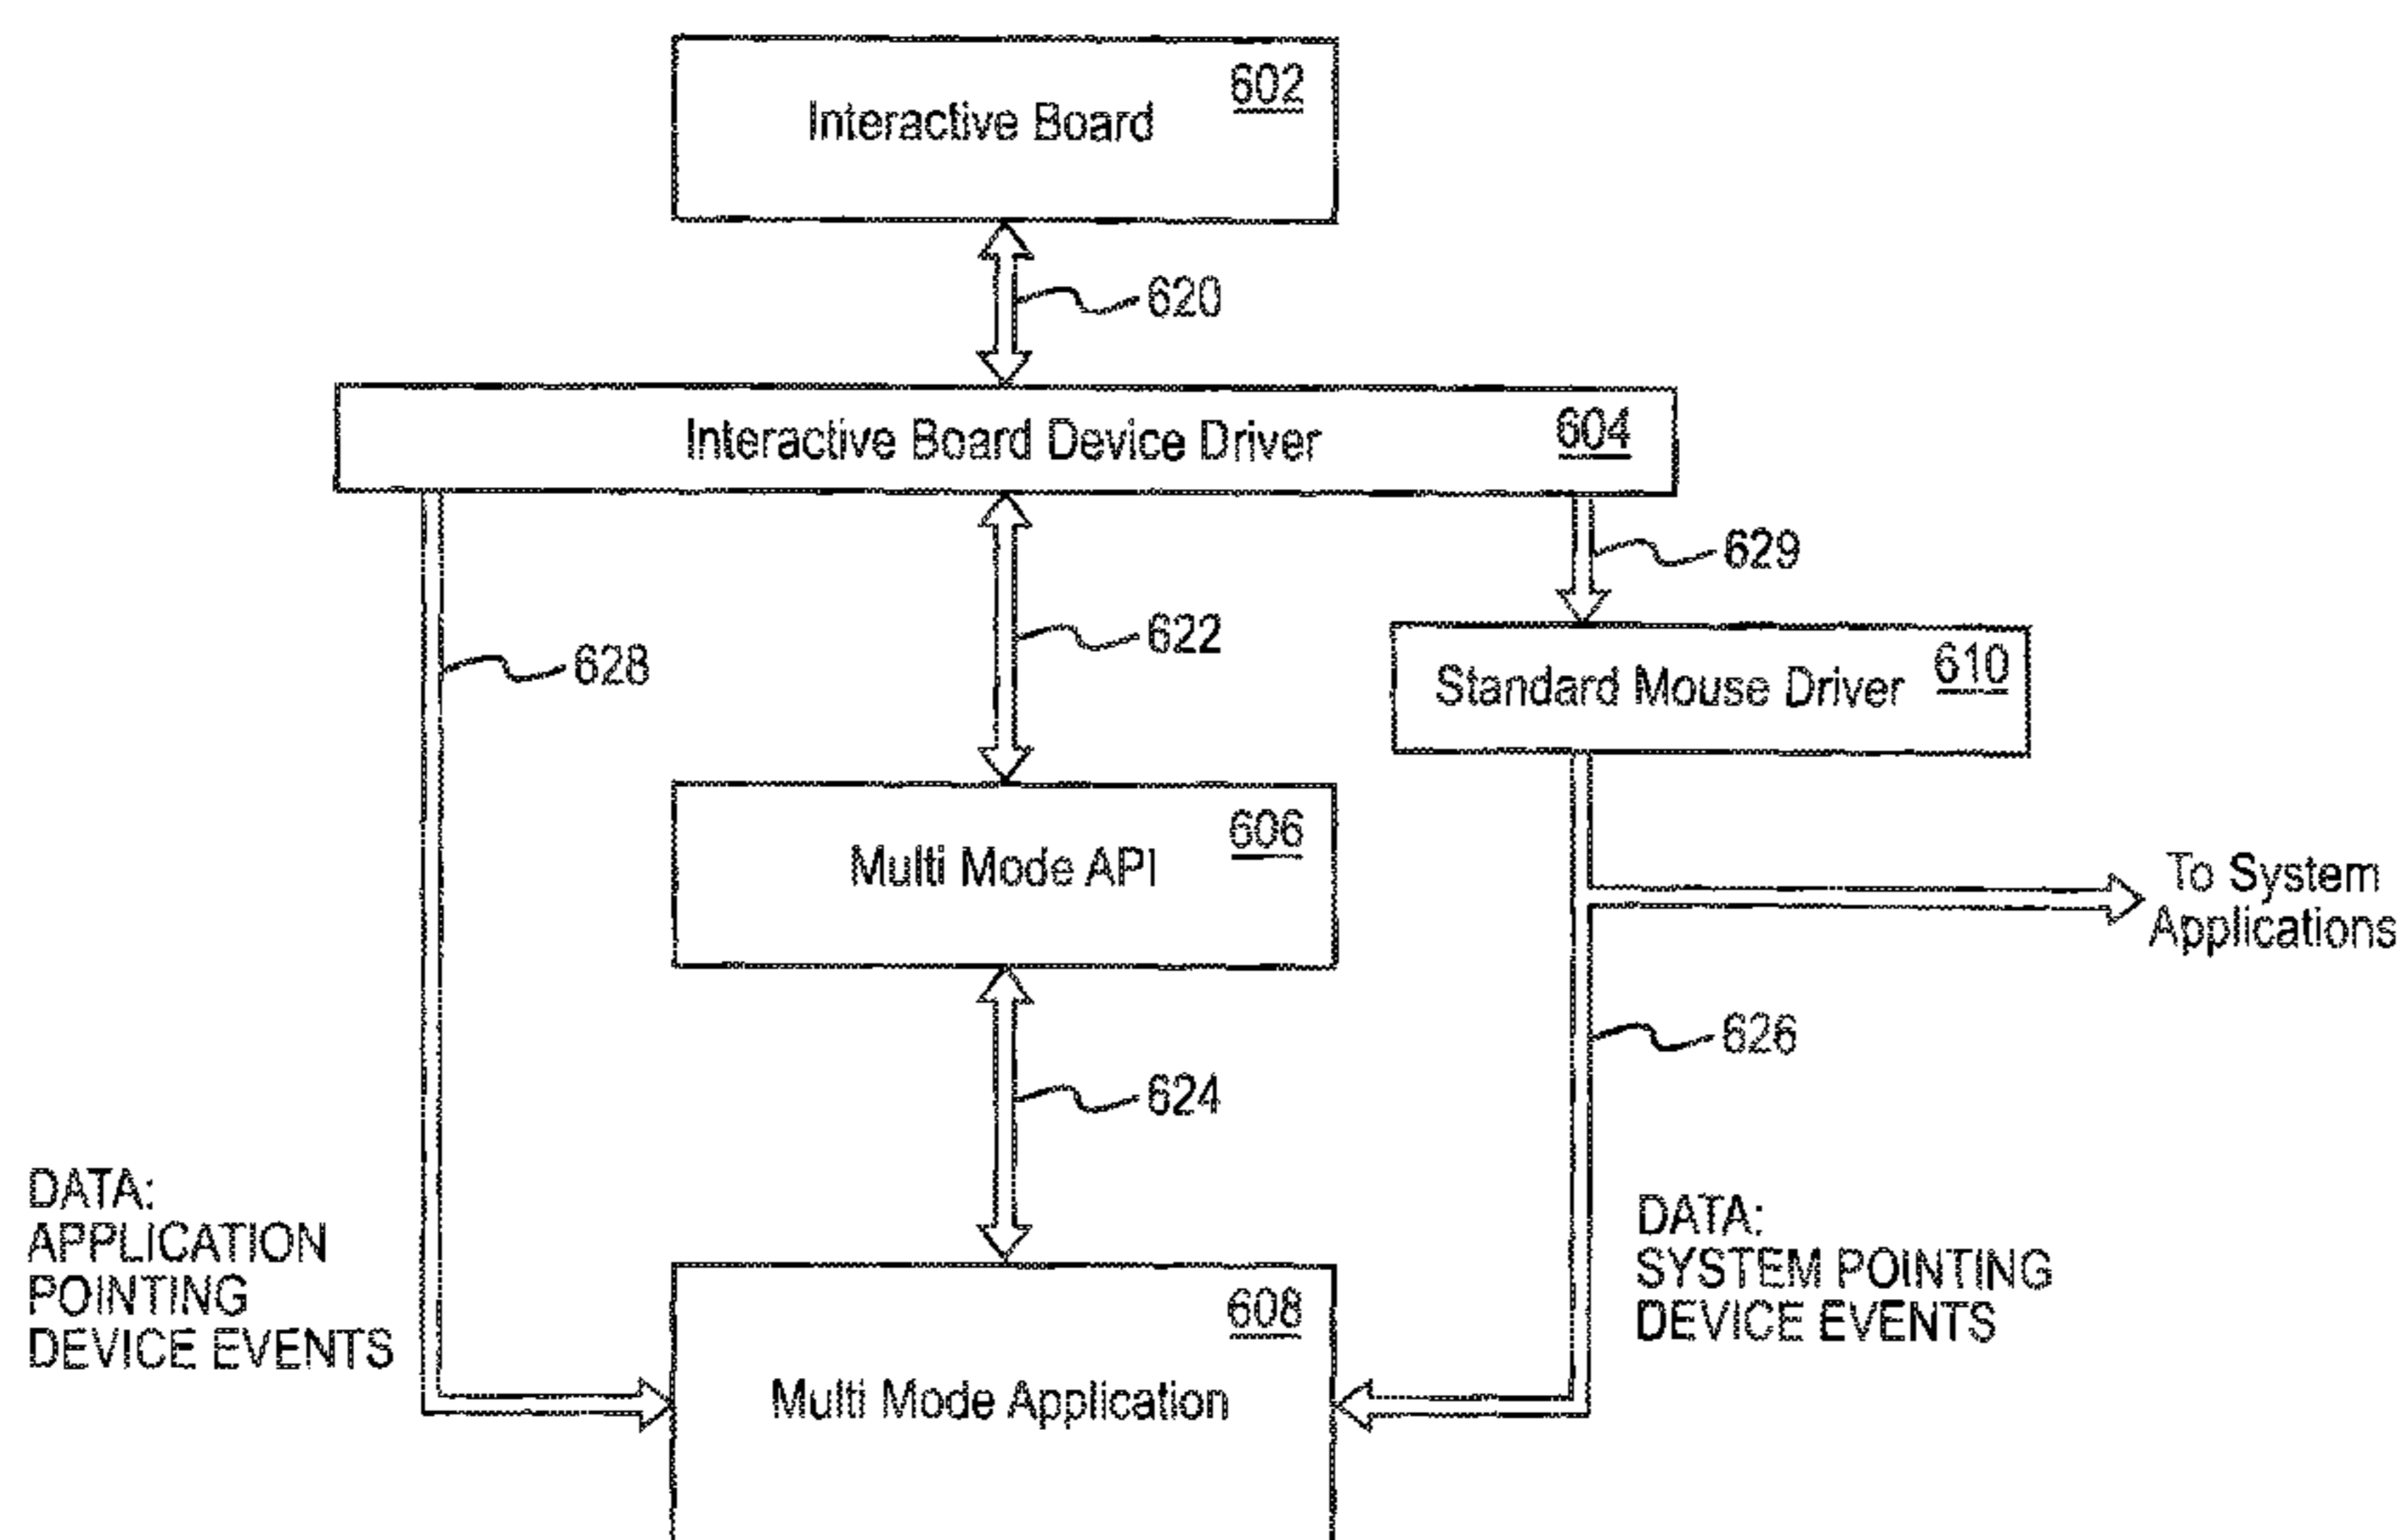 602
Interactive Board
620
Interactive Board Device Driver
604
629
622
628
610
Standard Mouse Driver
606
Multi Mode API
To System
Applications
626
624
DATA:
APPLICATION
POINTING
DEVICE EVENTS
DATA:
SYSTEM POINTING
DEVICE EVENTS
608
Multi Mode Application